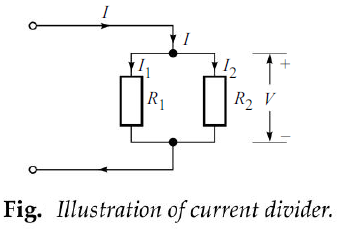 I
I
I1 I2 +
R1 R2 V
−
Fig. Illustration of current divider.